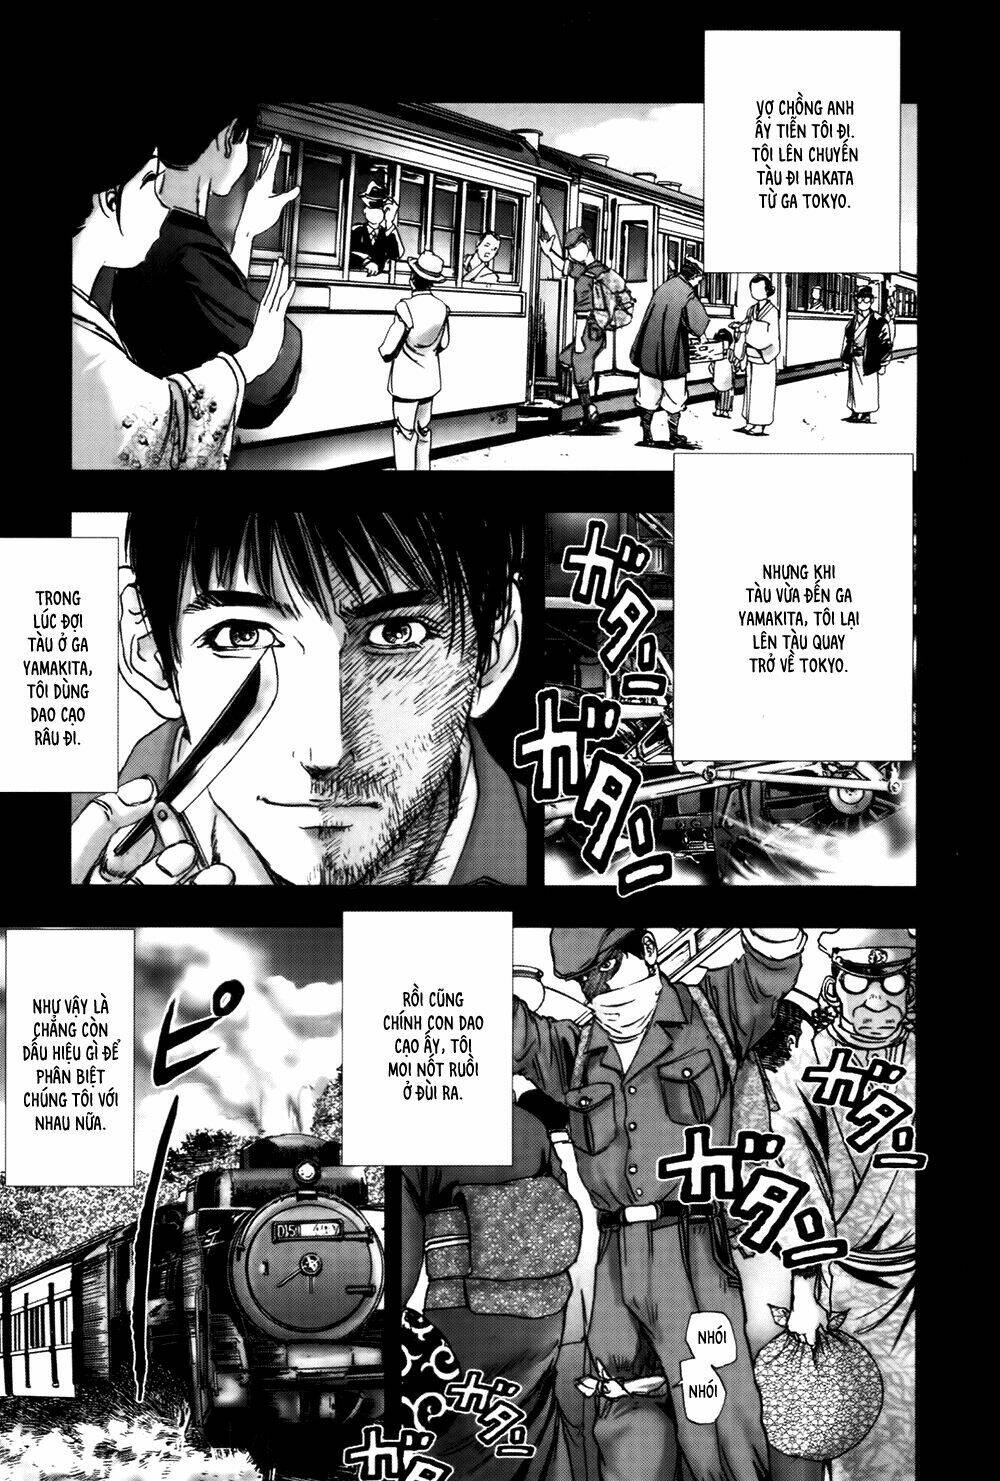 VỢ CHỒNG ANH
ẤY TIỄN TÔI ĐI.
TÔI LÊN CHUYẾN
TÀU ĐI HAKATA
TỪ GA TOKYO.
NHƯNG KHI
TÀU VỪA ĐẾN GA
YAMAKITA, TÔI LẠI
LÊN TÀU QUAY
TRỞ VỀ TOKYO.
ガタン
ガタン
TRONG
LÚC ĐỢI
TÀU Ở GA
YAMAKITA,
TÔI DÙNG
DAO CẠO
RÂU ĐI.
RỒI CŨNG
CHÍNH CON DAO
CẠO ẤY, TÔI
MOI NỐT RUỒI
Ở ĐÙI RA.
ガタン
ガタン
NHÓI
NHÓI
ガタン
ガタン
NHƯ VẬY LÀ
CHẲNG CÒN
DẤU HIỆU GÌ ĐỂ
PHÂN BIỆT
CHÚNG TÔI VỚI
NHAU NỮA.
ピー